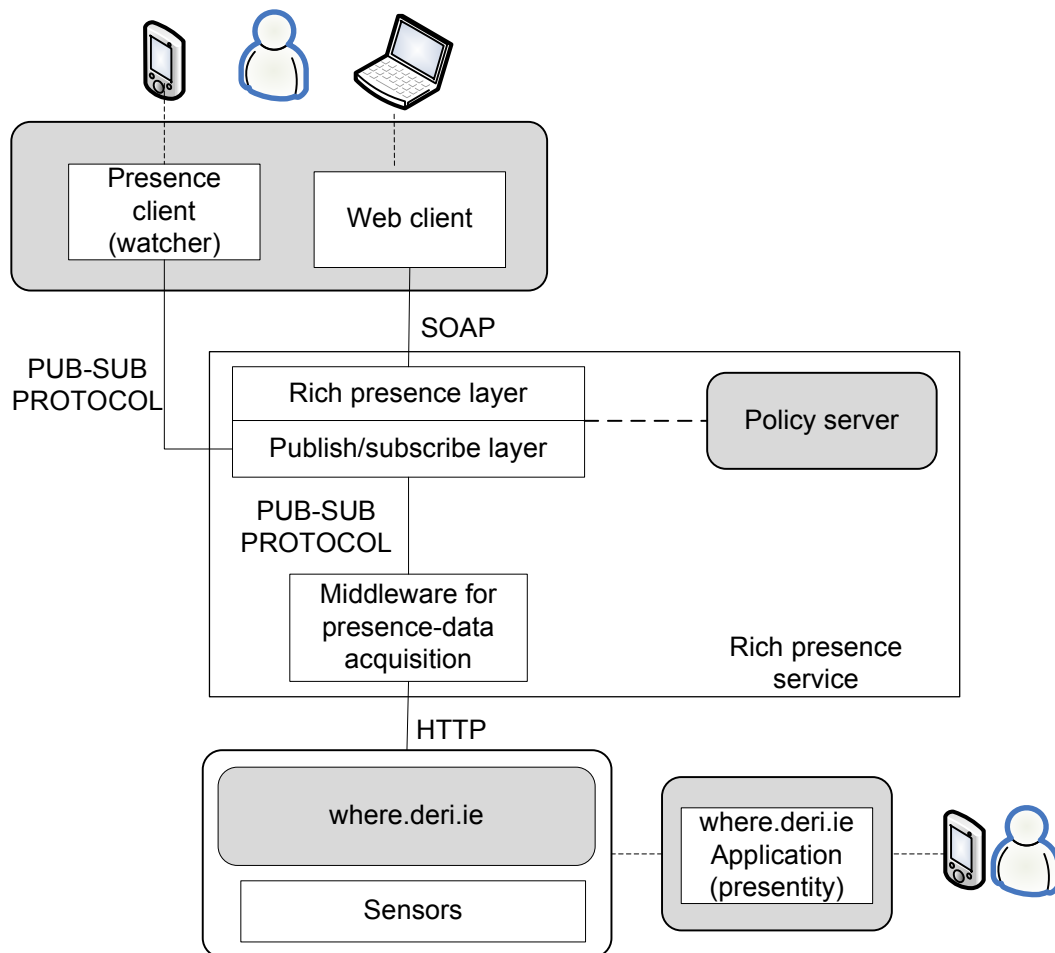 Presence
client
(watcher)
Web client
SOAP
PUB-SUB
PROTOCOL
Rich presence layer
Publish/subscribe layer
Policy server
PUB-SUB
PROTOCOL
Middleware for
presence-data
acquisition
Rich presence
service
HTTP
where.deri.ie
Sensors
where.deri.ie
Application
(presentity)